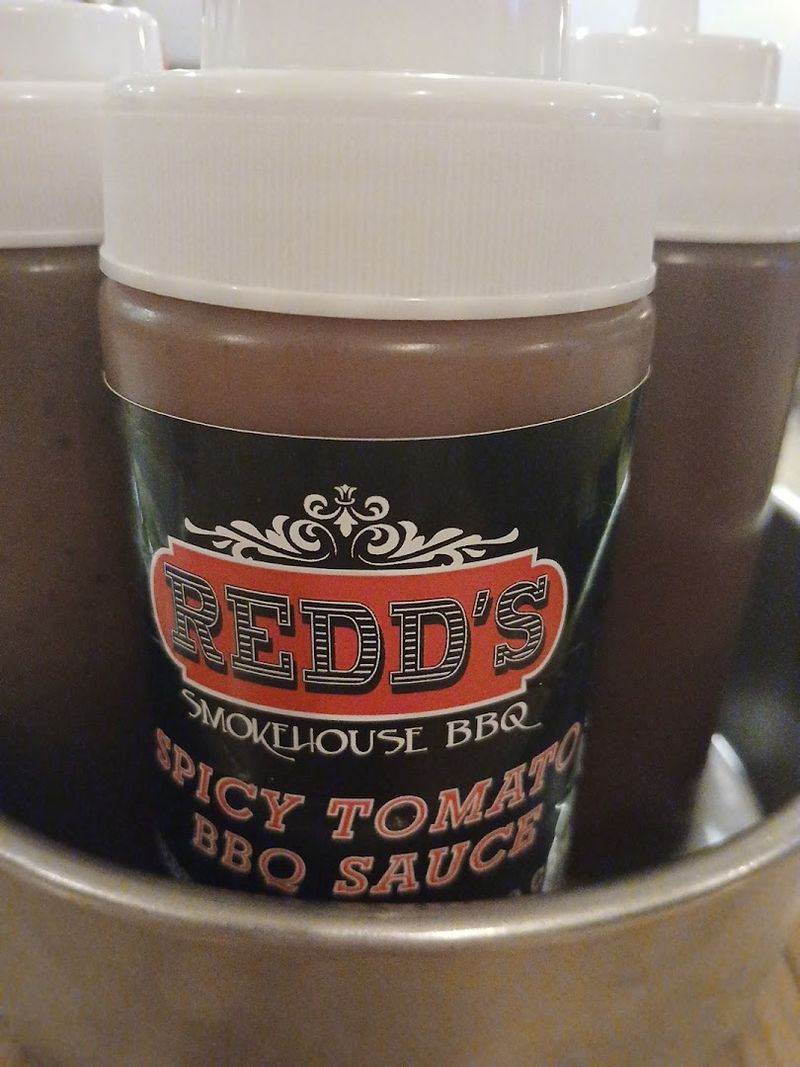 REDD'S
SMOKEHOUSE BBQ
SPICY TOMATO
BBQ SAUCE